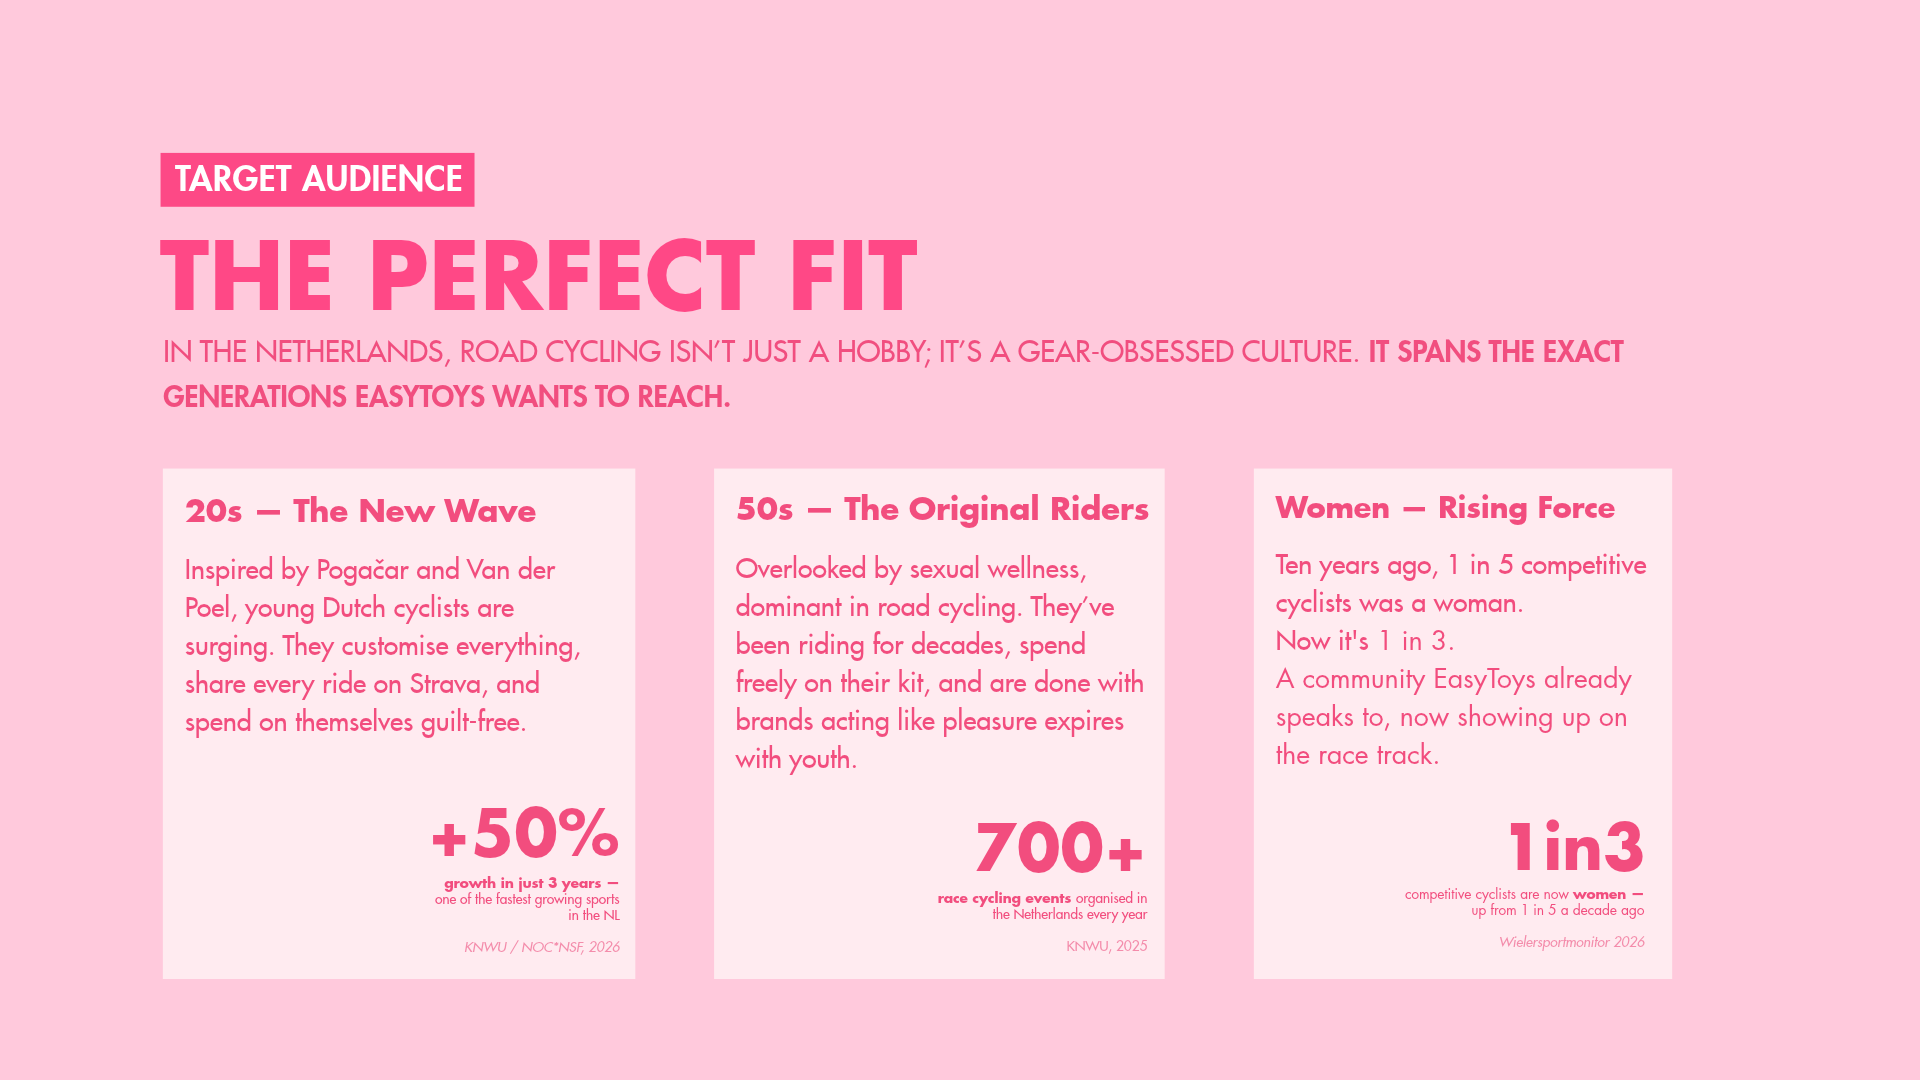 TARGET AUDIENCE
THE PERFECT FIT
IN THE NETHERLANDS, ROAD CYCLING ISN’T JUST A HOBBY; IT’S A GEAR-OBSESSED CULTURE. IT SPANS THE EXACT
GENERATIONS EASYTOYS WANTS TO REACH.
20s — The New Wave
Inspired by Pogačar and Van der
Poel, young Dutch cyclists are
surging. They customise everything,
share every ride on Strava, and
spend on themselves guilt-free.
+50%
growth in just 3 years —
one of the fastest growing sports
in the NL
KNWU / NOC*NSF, 2026
50s — The Original Riders
Overlooked by sexual wellness,
dominant in road cycling. They’ve
been riding for decades, spend
freely on their kit, and are done with
brands acting like pleasure expires
with youth.
700+
race cycling events organised in
the Netherlands every year
KNWU, 2025
Women — Rising Force
Ten years ago, 1 in 5 competitive
cyclists was a woman.
Now it's 1 in 3.
A community EasyToys already
speaks to, now showing up on
the race track.
1in3
competitive cyclists are now women —
up from 1 in 5 a decade ago
Wielersportmonitor 2026